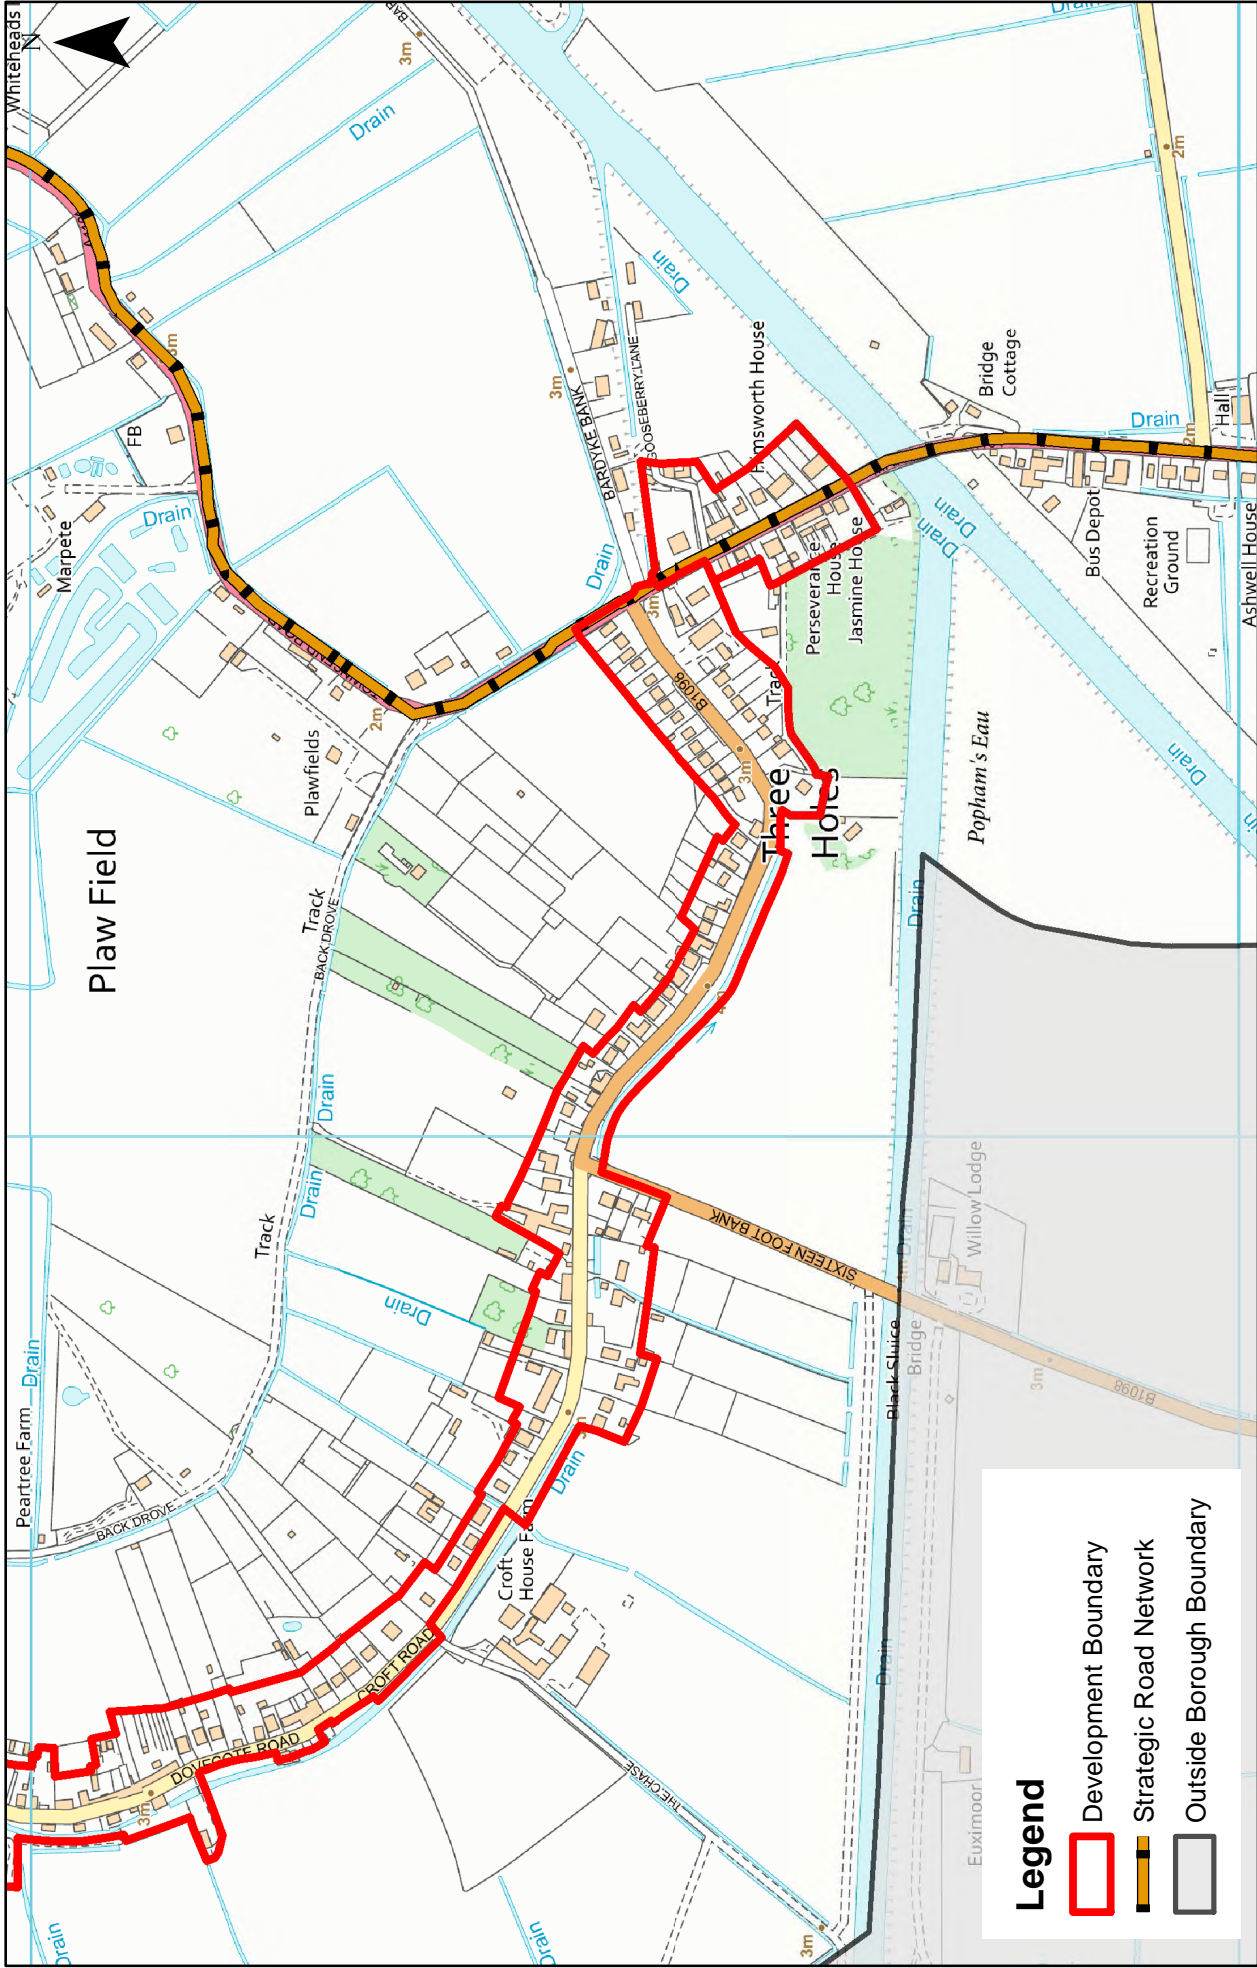 Whiteheads
N
3m
Drain
Drain
3m
FB
Marpete
Drain
2m
Plawfields
Plaw Field
Track
BACK DROVE
Drain
Drain
Track
Drain
Peartree Farm
Drain
BACK DROVE
3m
BARDYKE BANK
GOOSEBERRY LANE
Drain
Drain
3m
B1098
3m
Track
Three
Holes
Perseverance
House
Jasmine House
Bridge
Cottage
Drain
2m
2m
Hall
Bus Depot
Recreation
Ground
Ashwell House
Drain
Drain
Popham's Eau
Drain
Drain
SIXTEEN FOOT BANK
Willow Lodge
Drain
Black Sluice
Bridge
3m
B1098
Drain
Croft
House Farm
CROFT ROAD
DOVECOTE ROAD
3m
THE CHASE
Drain
Drain
Drain
3m
Euximoor
Legend
Development Boundary
Strategic Road Network
Outside Borough Boundary